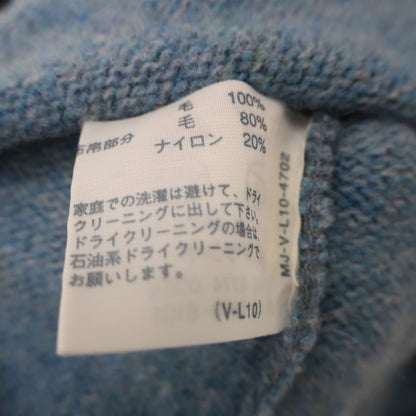 毛 100%
布帛部分 毛 80%
ナイロン 20%
家庭での洗濯は避けて、ドライ
クリーニングに出して下さい。
ドライクリーニングの場合は、
石油系ドライクリーニングで
お願いします。
(V-L10)
MJ-V-L10-4702